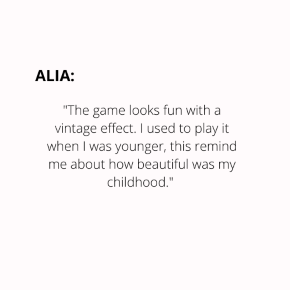 ALIA:
"The game looks fun with a
vintage effect. I used to play it
when I was younger, this remind
me about how beautiful was my
childhood."